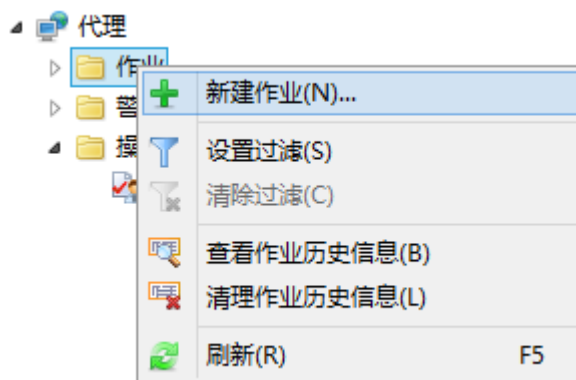 代理
作业
新建作业(N)...
警
设置过滤(S)
操
清除过滤(C)
查看作业历史信息(B)
清理作业历史信息(L)
刷新(R) F5